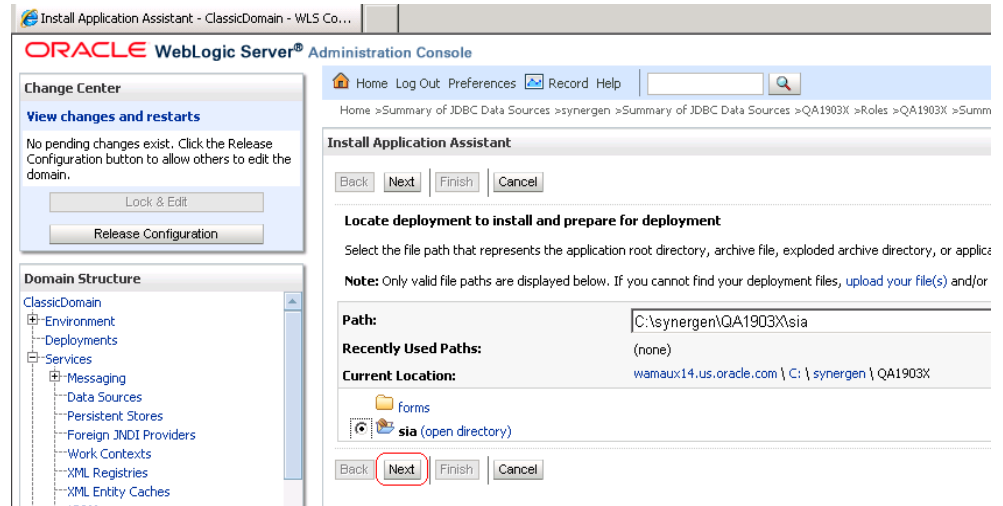 Install Application Assistant - ClassicDomain - WLS Co...
ORACLE WebLogic Server® Administration Console
Change Center
View changes and restarts
No pending changes exist. Click the Release
Configuration button to allow others to edit the
domain.
Lock & Edit
Release Configuration
Domain Structure
ClassicDomain
Environment
Deployments
Services
Messaging
Data Sources
Persistent Stores
Foreign JNDI Providers
Work Contexts
XML Registries
XML Entity Caches
Home Log Out Preferences Record Help
Home >Summary of JDBC Data Sources >synergen >Summary of JDBC Data Sources >QA1903X >Roles >QA1903X >Summ
Install Application Assistant
Back Next Finish Cancel
Locate deployment to install and prepare for deployment
Select the file path that represents the application root directory, archive file, exploded archive directory, or applica
Note: Only valid file paths are displayed below. If you cannot find your deployment files, upload your file(s) and/or
Path: C:\synergen\QA1903X\sia
Recently Used Paths: (none)
Current Location: wamaux14.us.oracle.com \ C: \ synergen \ QA1903X
forms
sia (open directory)
Back Next Finish Cancel